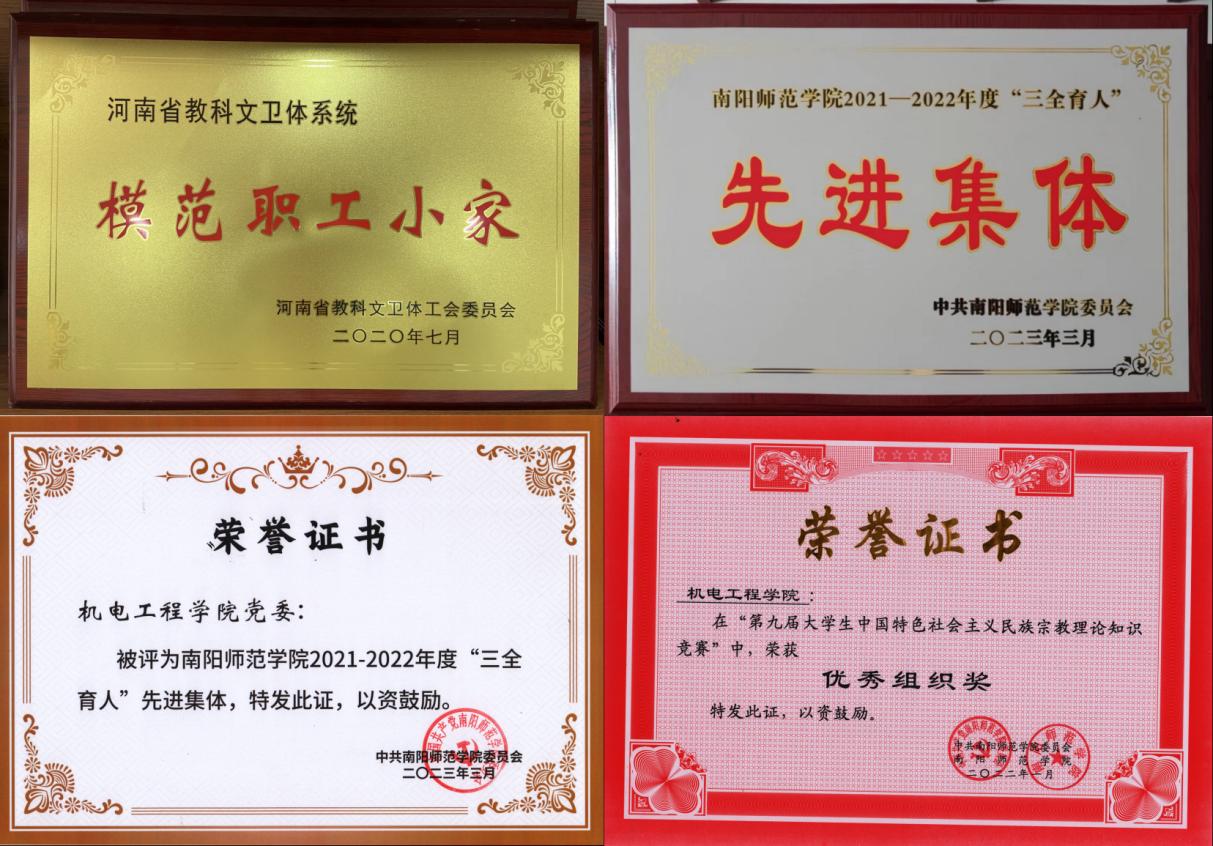 河南省教科文卫体系统
模范职工小家
河南省教科文卫体工会委员会
二〇二〇年七月
南阳师范学院2021—2022年度“三全育人”
先进集体
中共南阳师范学院委员会
二〇二三年三月
荣誉证书
机电工程学院党委：
被评为南阳师范学院2021-2022年度“三全
育人”先进集体，特发此证，以资鼓励。
中共南阳师范学院委员会
二〇二三年三月
荣誉证书
机电工程学院：
在“第九届大学生中国特色社会主义民族宗教理论知识
竞赛”中，荣获
优秀组织奖
特发此证，以资鼓励。
中共南阳师范学院委员会
南阳师范学院
二〇二二年一月